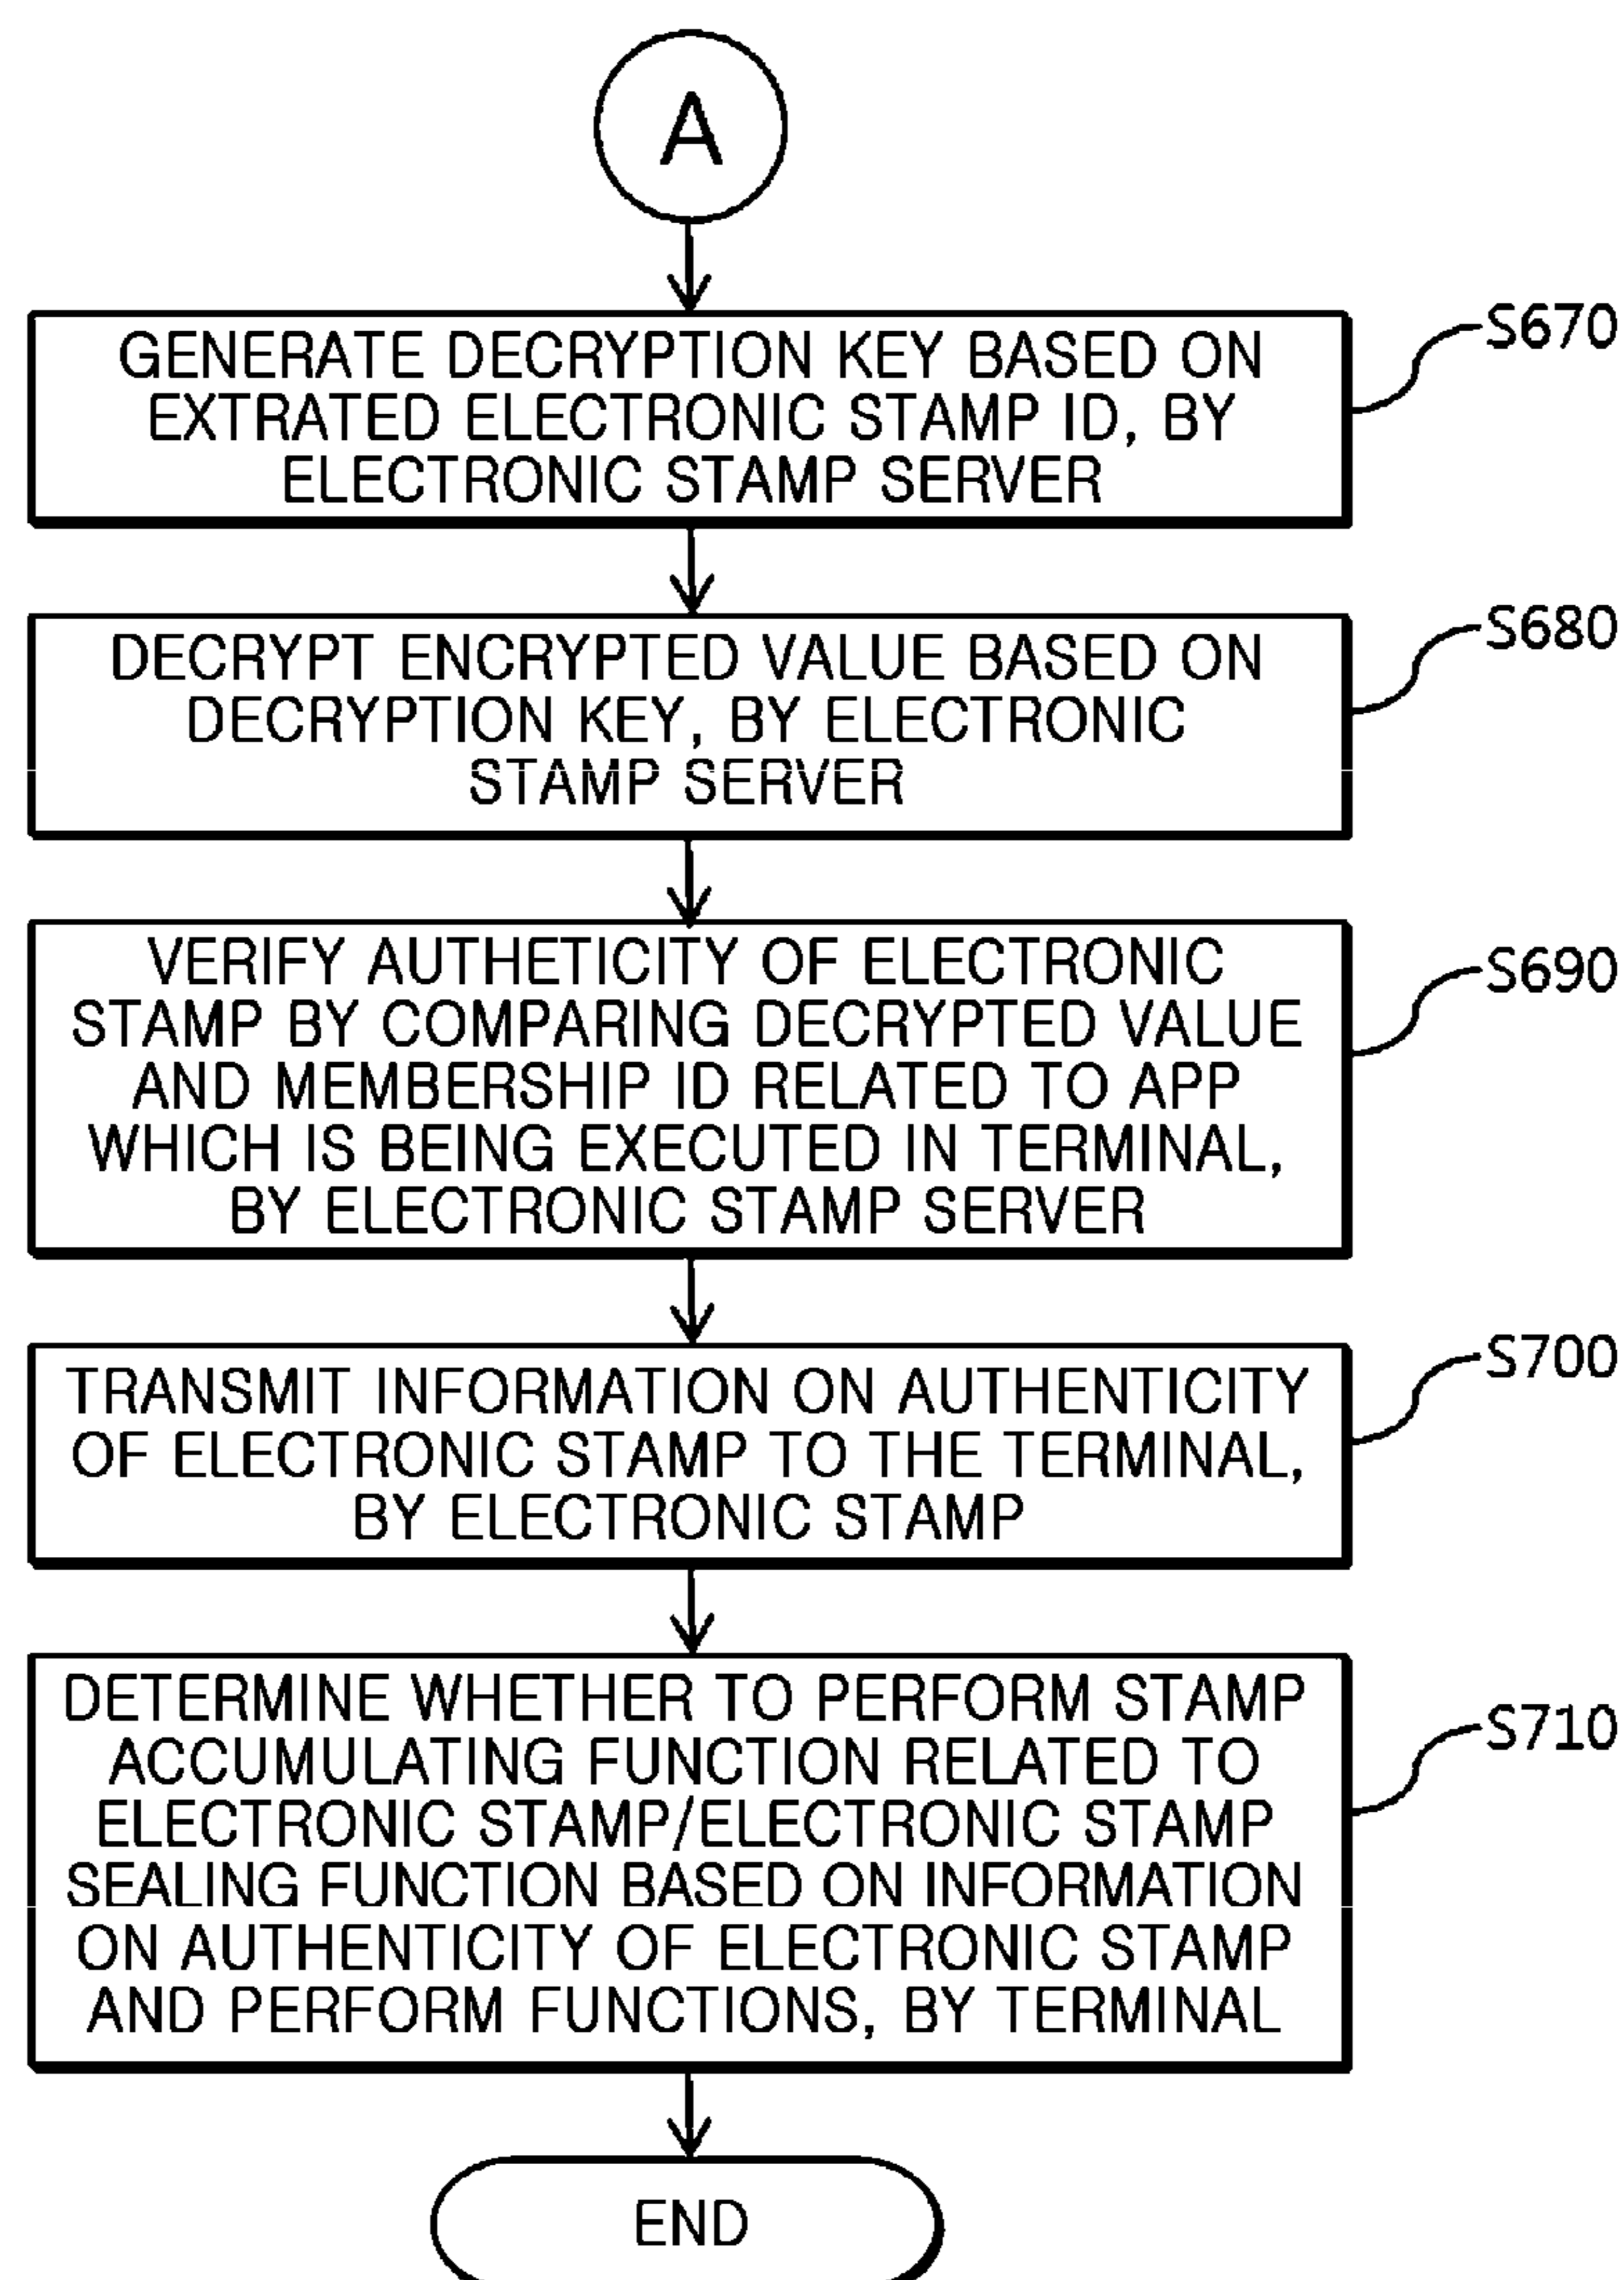 A
GENERATE DECRYPTION KEY BASED ON
EXTRATED ELECTRONIC STAMP ID, BY
ELECTRONIC STAMP SERVER
S670
DECRYPT ENCRYPTED VALUE BASED ON
DECRYPTION KEY, BY ELECTRONIC
STAMP SERVER
S680
VERIFY AUTHETICITY OF ELECTRONIC
STAMP BY COMPARING DECRYPTED VALUE
AND MEMBERSHIP ID RELATED TO APP
WHICH IS BEING EXECUTED IN TERMINAL,
BY ELECTRONIC STAMP SERVER
S690
TRANSMIT INFORMATION ON AUTHENTICITY
OF ELECTRONIC STAMP TO THE TERMINAL,
BY ELECTRONIC STAMP
S700
DETERMINE WHETHER TO PERFORM STAMP
ACCUMULATING FUNCTION RELATED TO
ELECTRONIC STAMP/ELECTRONIC STAMP
SEALING FUNCTION BASED ON INFORMATION
ON AUTHENTICITY OF ELECTRONIC STAMP
AND PERFORM FUNCTIONS, BY TERMINAL
S710
END